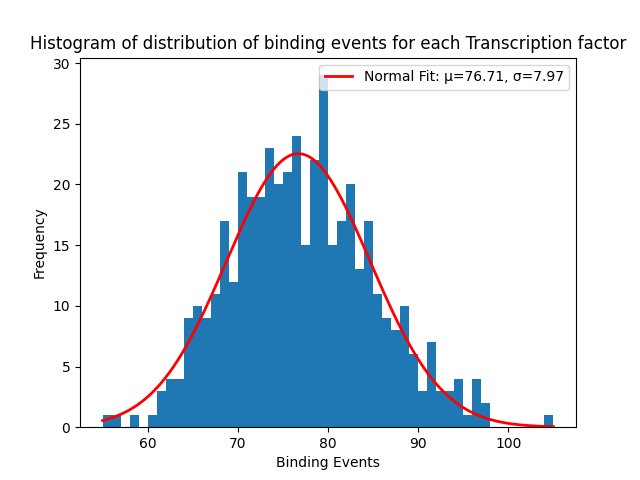 Histogram of distribution of binding events for each Transcription factor
Normal Fit: μ=76.71, σ=7.97
30
25
20
15
10
5
0
Frequency
60 70 80 90 100
Binding Events